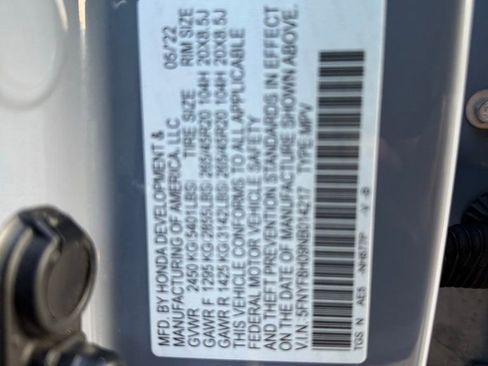 MFD. BY HONDA DEVELOPMENT &
MANUFACTURING OF AMERICA, LLC 05/22
GVWR 2450 KG(5401LBS) TIRE SIZE RIM SIZE
GAWR F 1295 KG(2855LBS) 265/45R20 104H 20X8.5J
GAWR R 1425 KG(3142LBS) 265/45R20 104H 20X8.5J
THIS VEHICLE CONFORMS TO ALL APPLICABLE
FEDERAL MOTOR VEHICLE SAFETY
AND THEFT PREVENTION STANDARDS IN EFFECT
ON THE DATE OF MANUFACTURE SHOWN ABOVE.
V.I.N.: 5FNYF8H09NB014217 TYPE: MPV
TGS N AE5 V -B